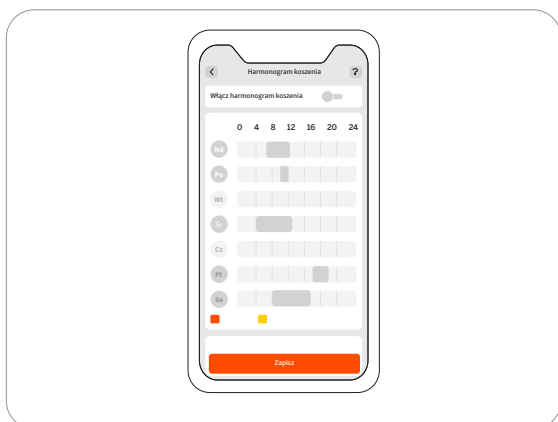 Harmonogram koszenia ?
Włącz harmonogram koszenia
0 4 8 12 16 20 24
Nd
Po
Wt
Śr
Cz
Pt
So
Zapisz